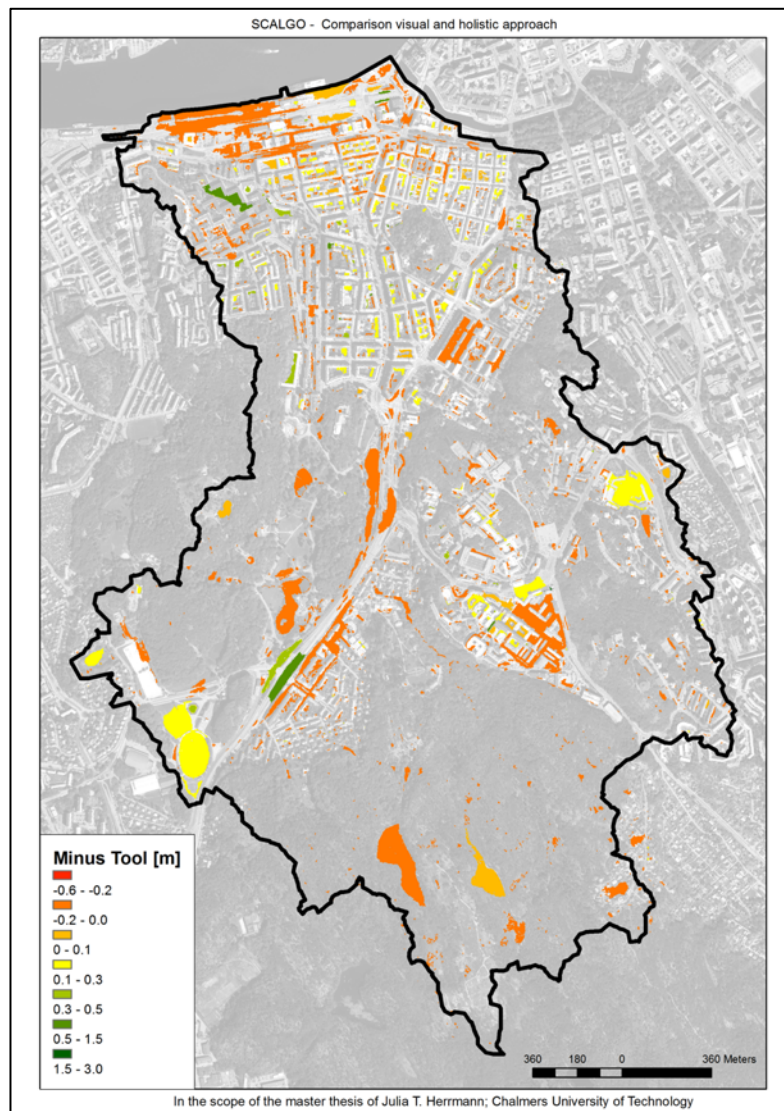 SCALGO - Comparison visual and holistic approach
Minus Tool [m]
-0.6 - -0.2
-0.2 - 0.0
0 - 0.1
0.1 - 0.3
0.3 - 0.5
0.5 - 1.5
1.5 - 3.0
360 180 0 360 Meters
In the scope of the master thesis of Julia T. Herrmann; Chalmers University of Technology